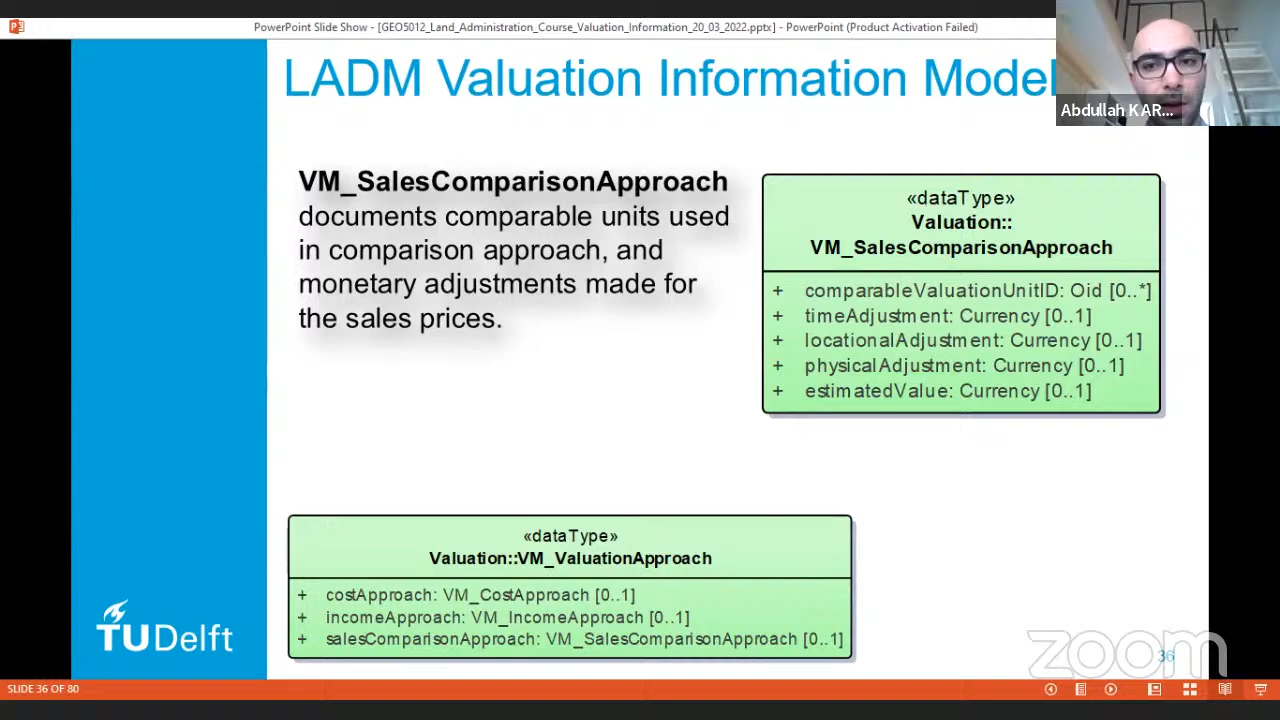 PowerPoint Slide Show - [GEO5012_Land_Administration_Course_Valuation_Information_20_03_2022.pptx] - PowerPoint (Product Activation Failed)
LADM Valuation Information Model
Abdullah KAR...
VM_SalesComparisonApproach
documents comparable units used
in comparison approach, and
monetary adjustments made for
the sales prices.
«dataType»
Valuation::
VM_SalesComparisonApproach
+ comparableValuationUnitID: Oid [0..*]
+ timeAdjustment: Currency [0..1]
+ locationalAdjustment: Currency [0..1]
+ physicalAdjustment: Currency [0..1]
+ estimatedValue: Currency [0..1]
«dataType»
Valuation::VM_ValuationApproach
+ costApproach: VM_CostApproach [0..1]
+ incomeApproach: VM_IncomeApproach [0..1]
+ salesComparisonApproach: VM_SalesComparisonApproach [0..1]
TUDelft
zoom
36
SLIDE 36 OF 80